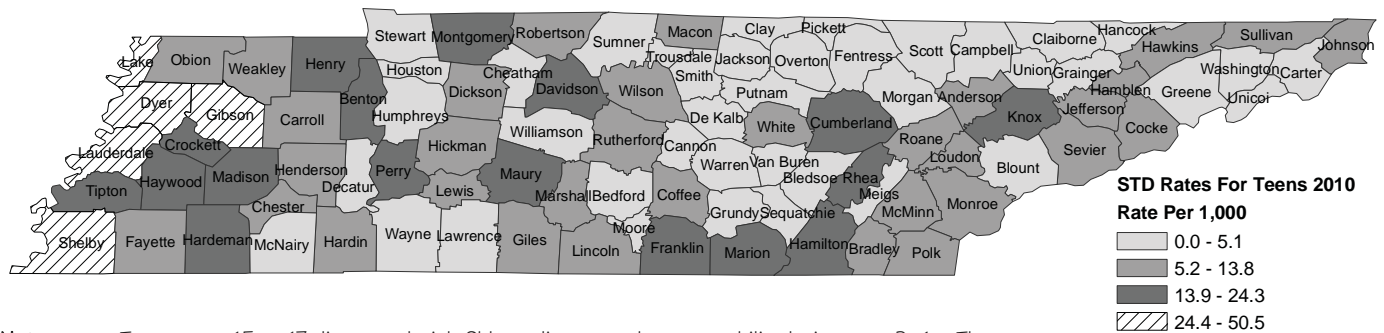 Stewart
Montgomery
Robertson
Sumner
Macon
Clay
Pickett
Claiborne
Hancock
Hawkins
Sullivan
Johnson
Lake
Obion
Weakley
Henry
Houston
Cheatham
Trousdale
Smith
Jackson
Overton
Fentress
Scott
Campbell
Union
Grainger
Washington
Carter
Dyer
Gibson
Carroll
Benton
Humphreys
Dickson
Davidson
Wilson
Putnam
De Kalb
Morgan
Anderson
Knox
Hamblen
Jefferson
Greene
Unicoi
Lauderdale
Crockett
Williamson
Rutherford
Cannon
White
Cumberland
Roane
Loudon
Cocke
Sevier
Blount
Tipton
Haywood
Madison
Henderson
Decatur
Perry
Hickman
Lewis
Maury
Marshall
Bedford
Coffee
Warren
Van Buren
Bledsoe
Rhea
Meigs
McMinn
Monroe
Shelby
Fayette
Hardeman
Chester
McNairy
Hardin
Wayne
Lawrence
Giles
Lincoln
Moore
Franklin
Grundy
Sequatchie
Marion
Hamilton
Bradley
Polk
STD Rates For Teens 2010
Rate Per 1,000
0.0 - 5.1
5.2 - 13.8
13.9 - 24.3
24.4 - 50.5